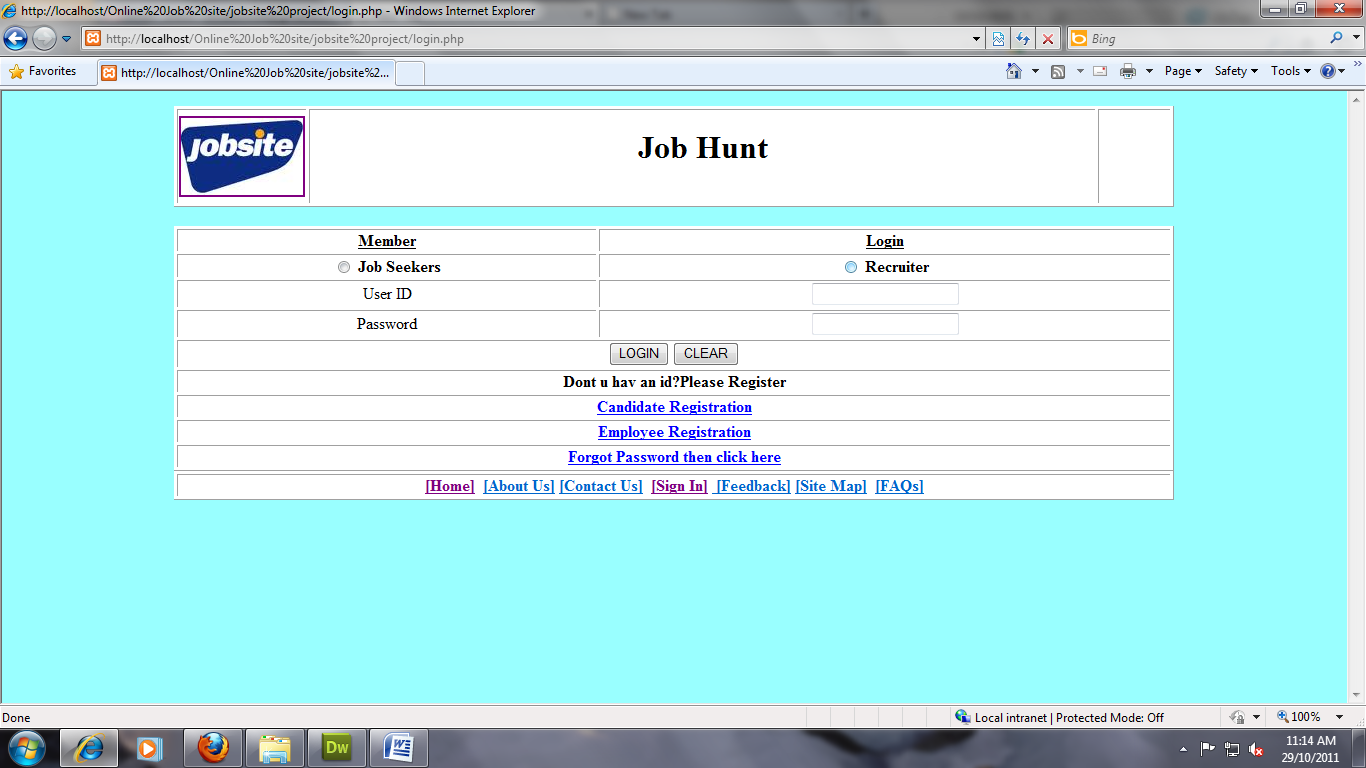 http://localhost/Online%20Job%20site/jobsite%20project/login.php - Windows Internet Explorer
http://localhost/Online%20Job%20site/jobsite%20project/login.php
Bing
Favorites
http://localhost/Online%20Job%20site/jobsite%2...
Page Safety Tools
jobsite
Job Hunt
Member Login
Job Seekers Recruiter
User ID
Password
LOGIN CLEAR
Dont u hav an id?Please Register
Candidate Registration
Employee Registration
Forgot Password then click here
[Home] [About Us] [Contact Us] [Sign In] [Feedback] [Site Map] [FAQs]
Done Local intranet | Protected Mode: Off 100%
Dw
11:14 AM
29/10/2011